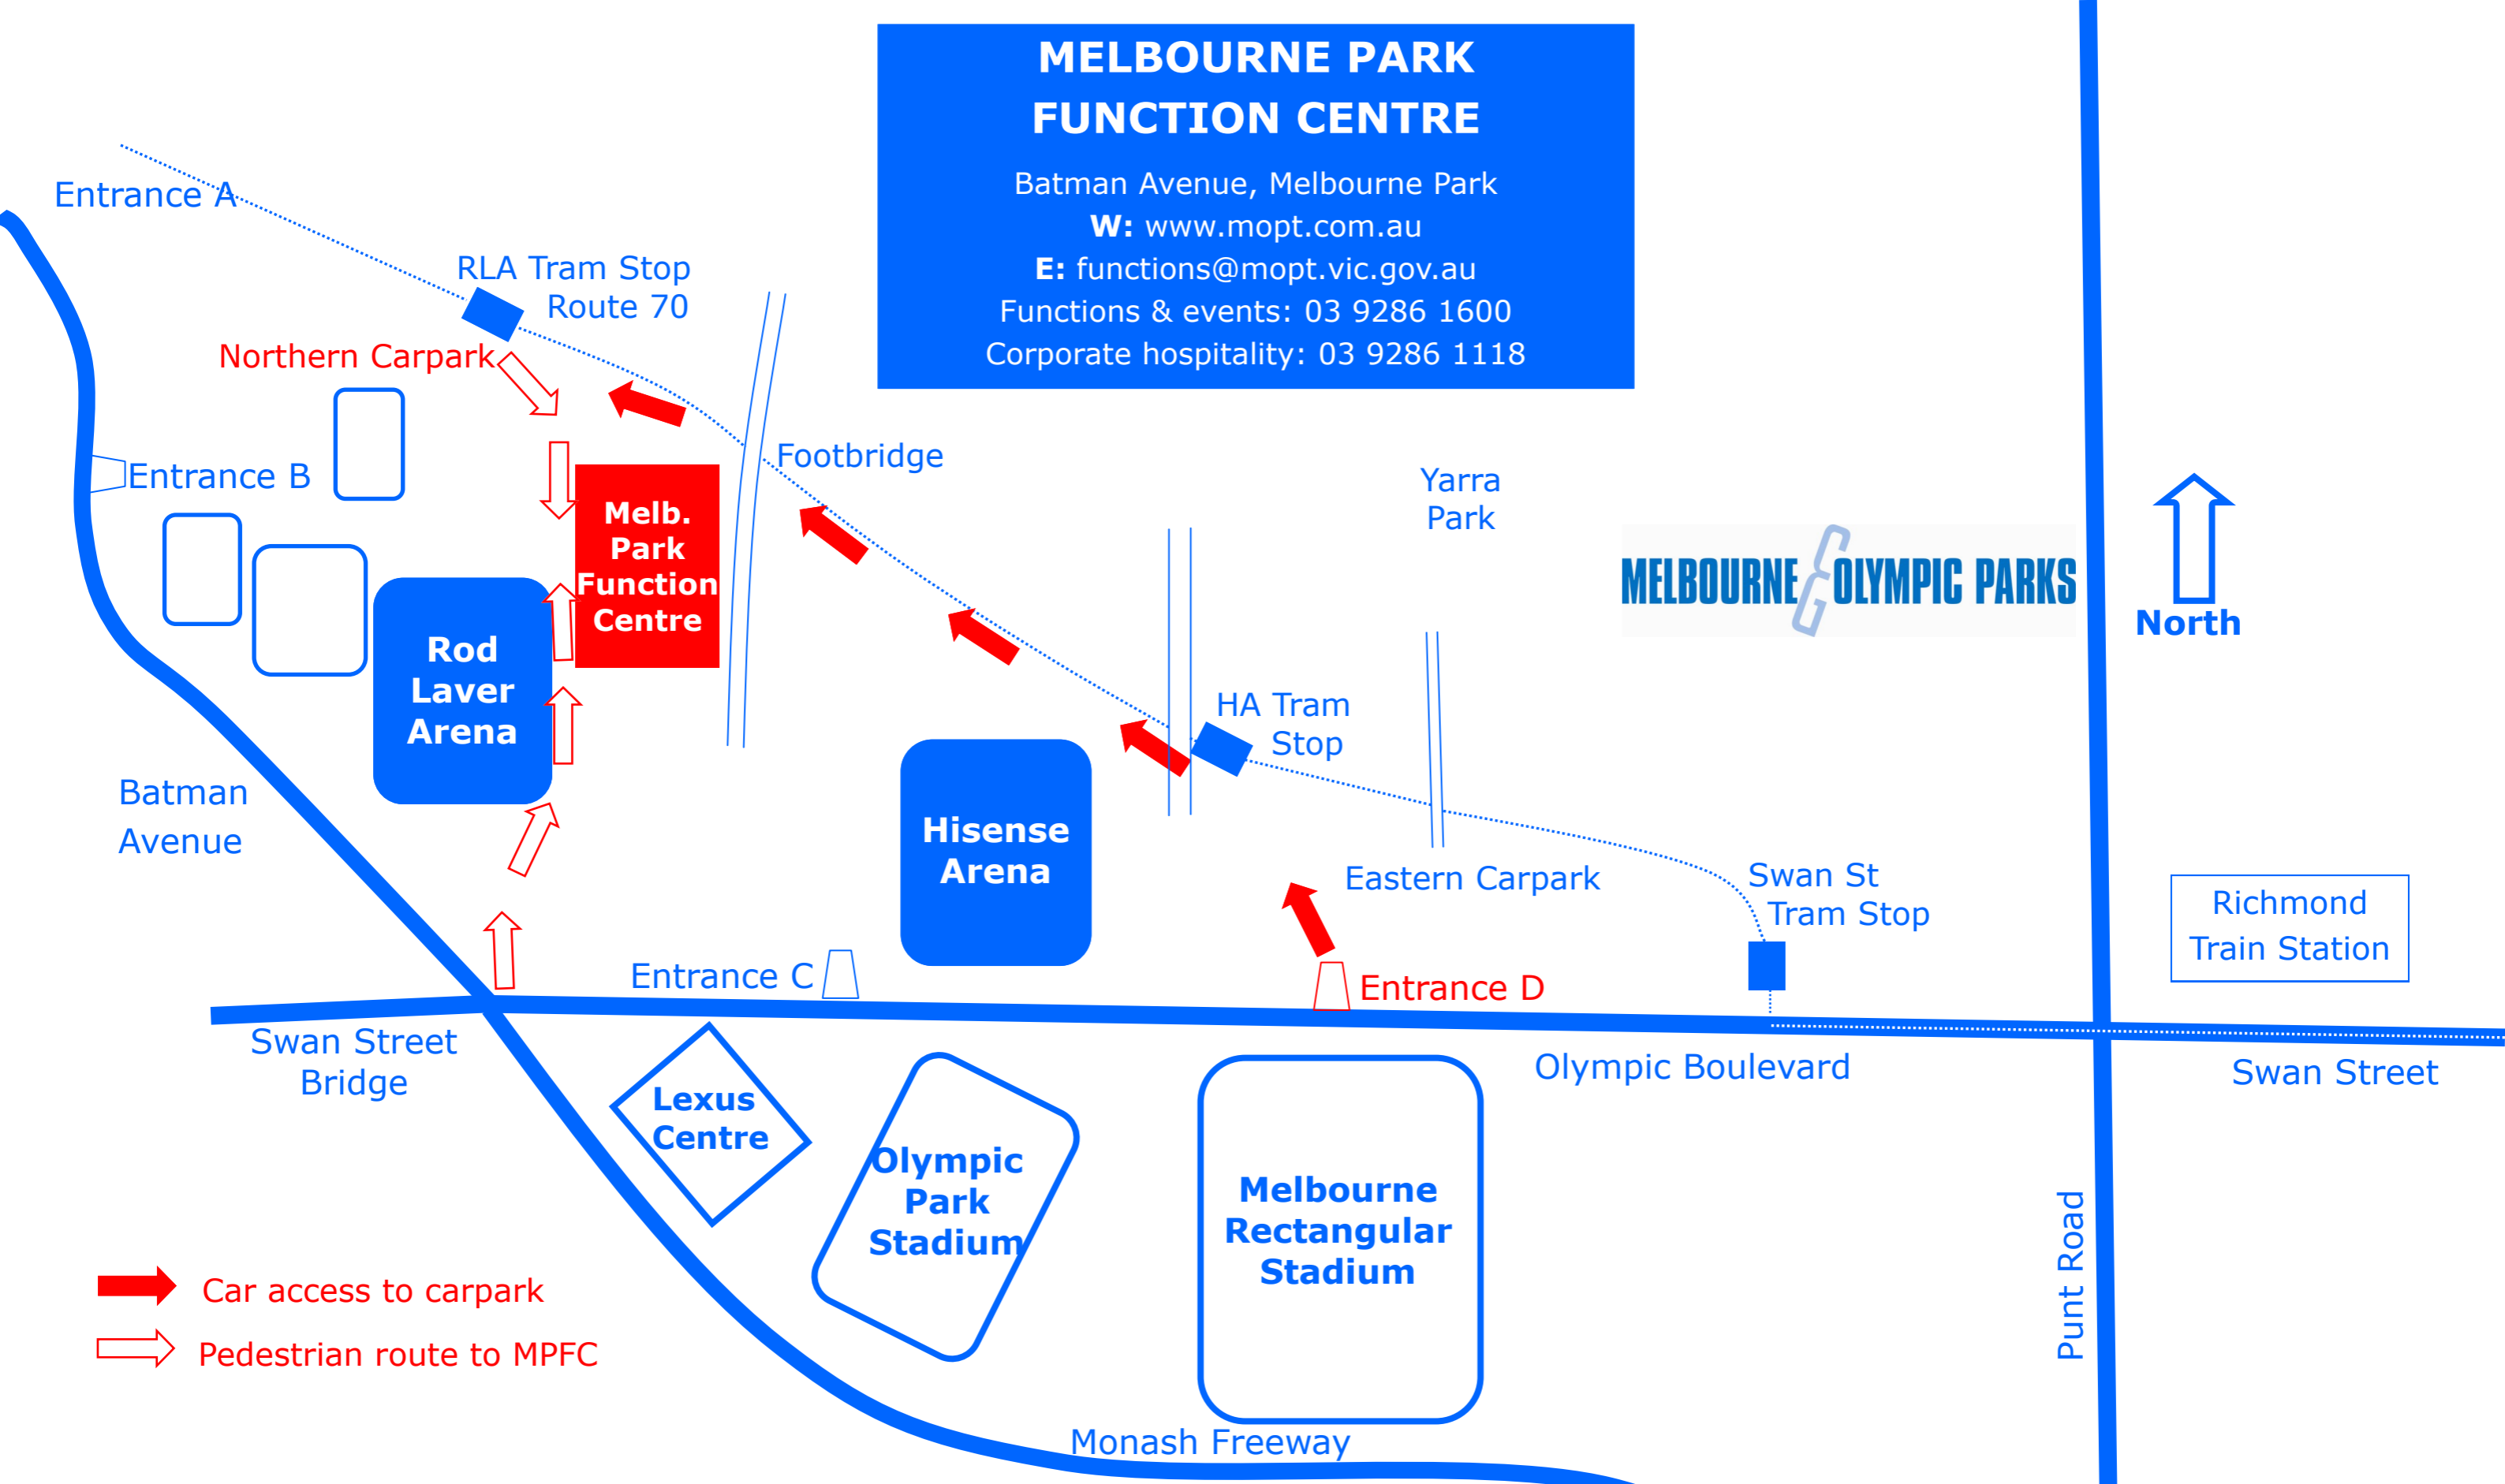 MELBOURNE PARK
FUNCTION CENTRE
Batman Avenue, Melbourne Park
W: www.mopt.com.au
E: functions@mopt.vic.gov.au
Functions & events: 03 9286 1600
Corporate hospitality: 03 9286 1118
Entrance A
RLA Tram Stop
Route 70
Northern Carpark
Footbridge
Entrance B
Yarra
Park
Melb.
Park
Function
Centre
MELBOURNE & OLYMPIC PARKS
North
Rod
Laver
Arena
HA Tram
Stop
Batman
Avenue
Hisense
Arena
Eastern Carpark
Swan St
Tram Stop
Richmond
Train Station
Entrance C
Entrance D
Swan Street
Bridge
Olympic Boulevard
Swan Street
Lexus
Centre
Olympic
Park
Stadium
Melbourne
Rectangular
Stadium
Punt Road
Car access to carpark
Pedestrian route to MPFC
Monash Freeway